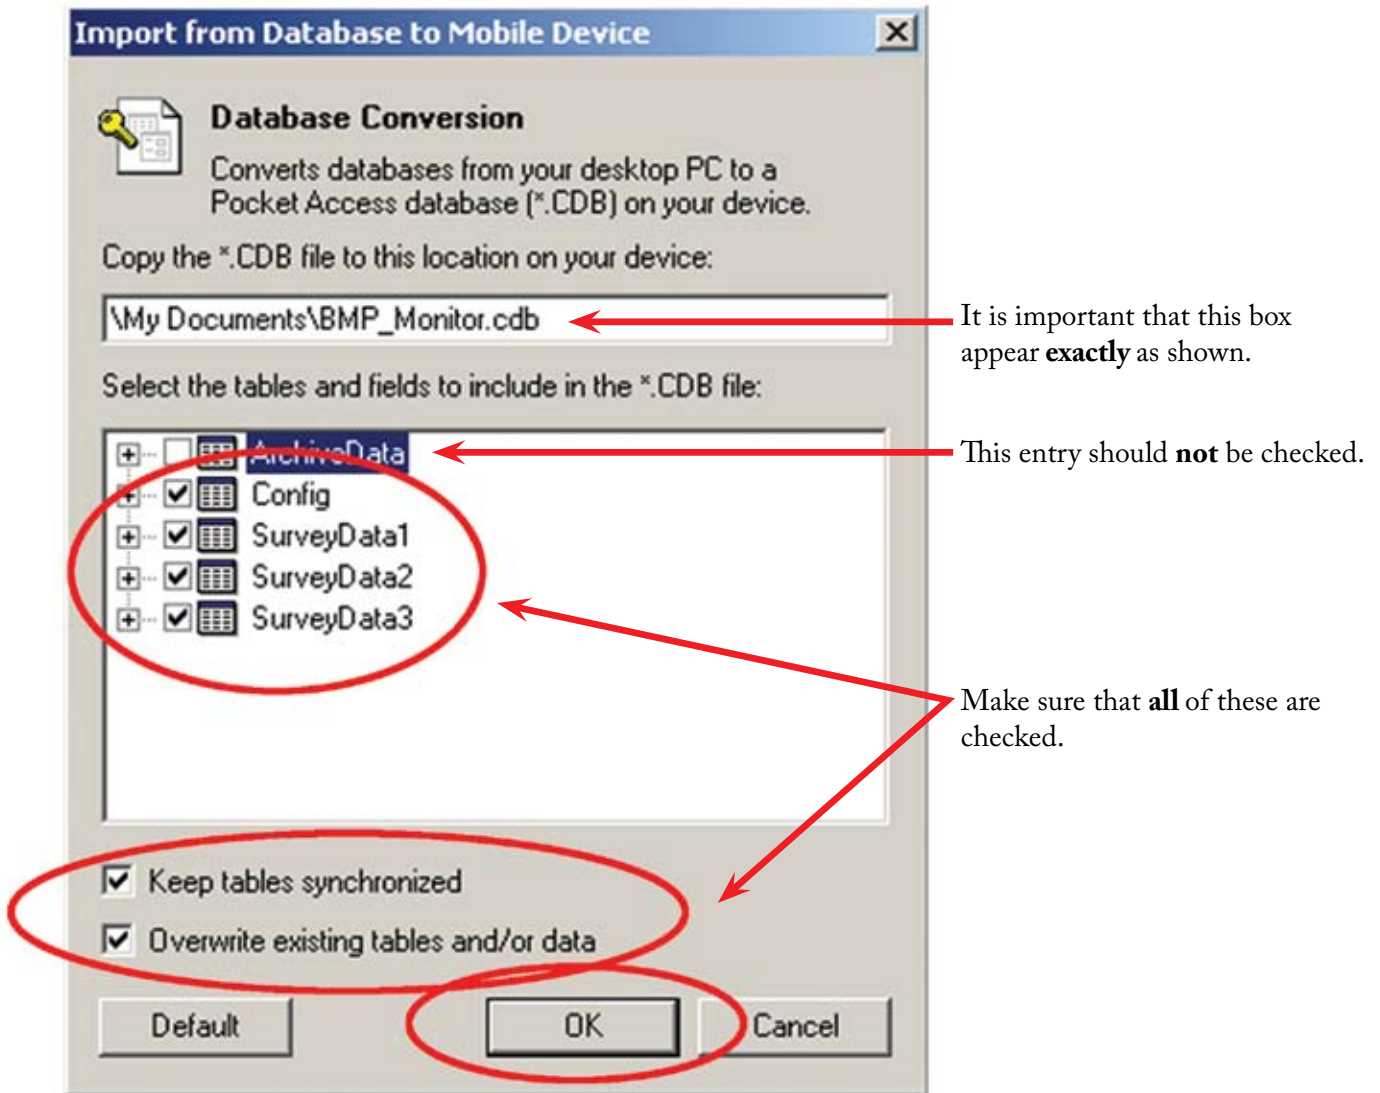 Import from Database to Mobile Device
Database Conversion
Converts databases from your desktop PC to a
Pocket Access database (*.CDB) on your device.
Copy the *.CDB file to this location on your device:
\My Documents\BMP_Monitor.cdb
It is important that this box
appear exactly as shown.
Select the tables and fields to include in the *.CDB file:
ArchiveData
This entry should not be checked.
Config
SurveyData1
SurveyData2
SurveyData3
Make sure that all of these are
checked.
Keep tables synchronized
Overwrite existing tables and/or data
Default
OK
Cancel